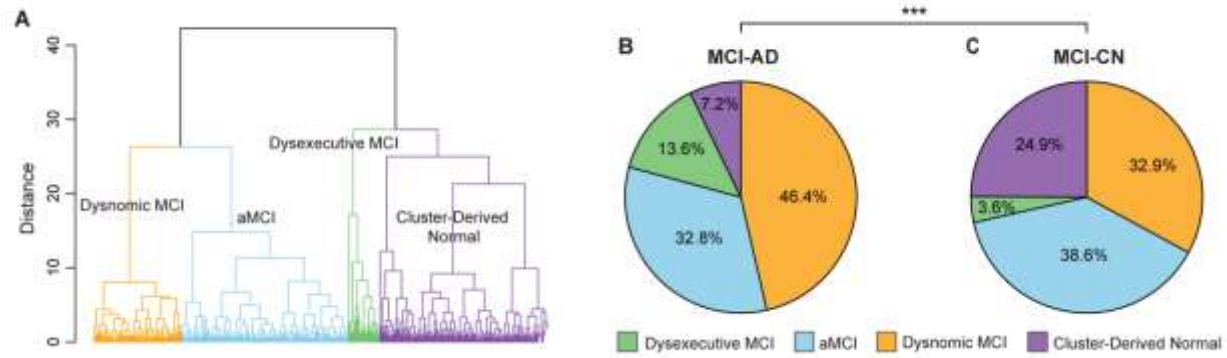 A
Distance
40
30
20
10
0
Dysnomic MCI
aMCI
Dysexecutive MCI
Cluster-Derived
Normal
***
B
MCI-AD
7.2%
13.6%
46.4%
32.8%
C
MCI-CN
24.9%
32.9%
3.6%
38.6%
Dysexecutive MCI
aMCI
Dysnomic MCI
Cluster-Derived Normal